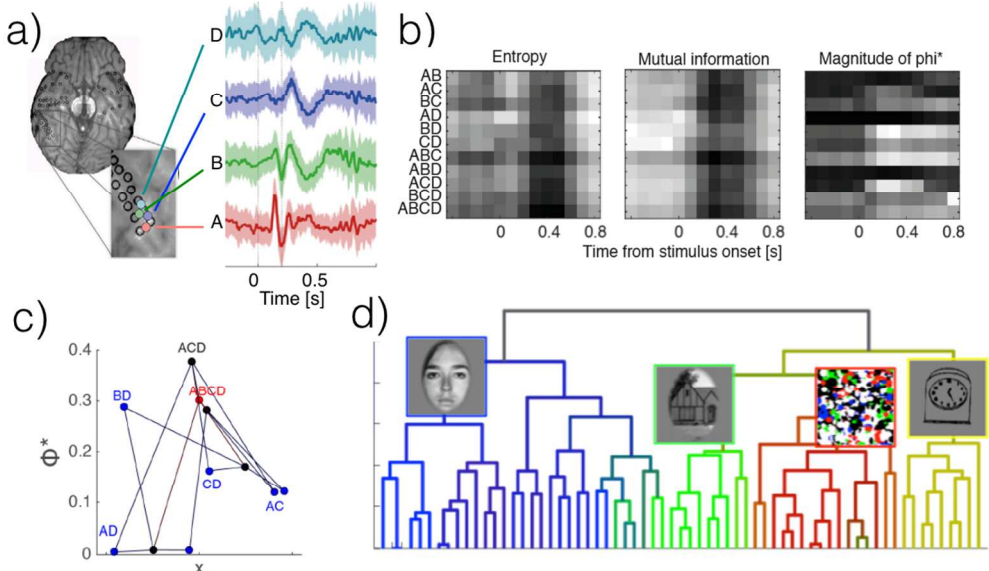 a)
D
C
B
A
0
0.5
Time [s]
b)
Entropy
Mutual information
Magnitude of phi*
AB
AC
BC
AD
BD
CD
ABC
ABD
ACD
BCD
ABCD
0 0.4 0.8
0 0.4 0.8
0 0.4 0.8
Time from stimulus onset [s]
c)
Φ*
0.4
0.3
0.2
0.1
0
ACD
ABCD
BD
CD
AC
AD
X
d)